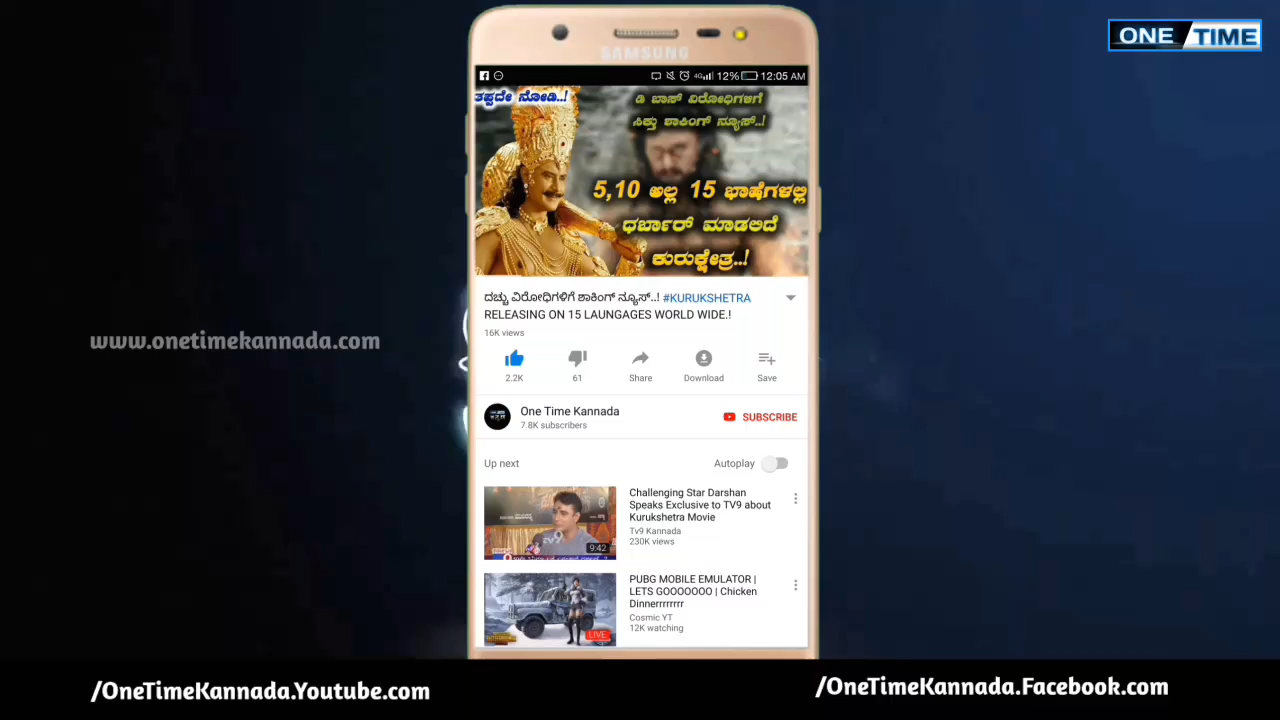 ONE TIME
SAMSUNG
4G 12% 12:05 AM
ತಪ್ಪದೇ ನೋಡಿ..!
ಡಿ ಬಾಸ್ ವಿರೋಧಿಗಳಿಗೆ
ಸಿಕ್ತು ಶಾಕಿಂಗ್ ನ್ಯೂಸ್..!
5,10 ಅಲ್ಲ 15 ಭಾಷೆಗಳಲ್ಲಿ
ಧರ್ಬಾರ್ ಮಾಡಲಿದೆ
ಕುರುಕ್ಷೇತ್ರ..!
ದಚ್ಚು ವಿರೋಧಿಗಳಿಗೆ ಶಾಕಿಂಗ್ ನ್ಯೂಸ್..! #KURUKSHETRA
RELEASING ON 15 LAUNGAGES WORLD WIDE.!
16K views
2.2K 61 Share Download Save
One Time Kannada
7.8K subscribers
SUBSCRIBE
Up next Autoplay
Challenging Star Darshan
Speaks Exclusive to TV9 about
Kurukshetra Movie
Tv9 Kannada
230K views
9:42
PUBG MOBILE EMULATOR |
LETS GOOOOOOO | Chicken
Dinnerrrrrrrr
Cosmic YT
12K watching
LIVE
www.onetimekannada.com
/OneTimeKannada.Youtube.com
/OneTimeKannada.Facebook.com